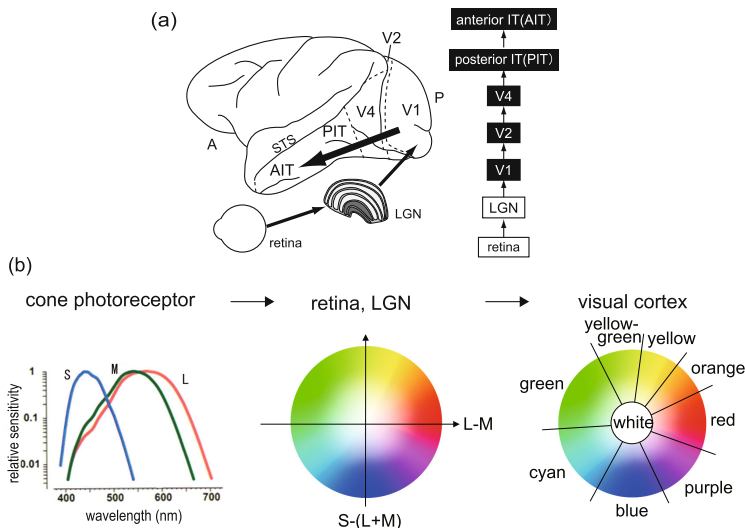 (a)
V2
V4
V1
P
A
STS
PIT
AIT
LGN
retina
anterior IT(AIT)
posterior IT(PIT)
V4
V2
V1
LGN
retina
(b)
cone photoreceptor
retina, LGN
visual cortex
relative sensitivity
1
0.1
0.01
S
M
L
400
500
600
700
wavelength (nm)
L-M
S-(L+M)
yellow-
green
yellow
orange
green
red
white
cyan
purple
blue